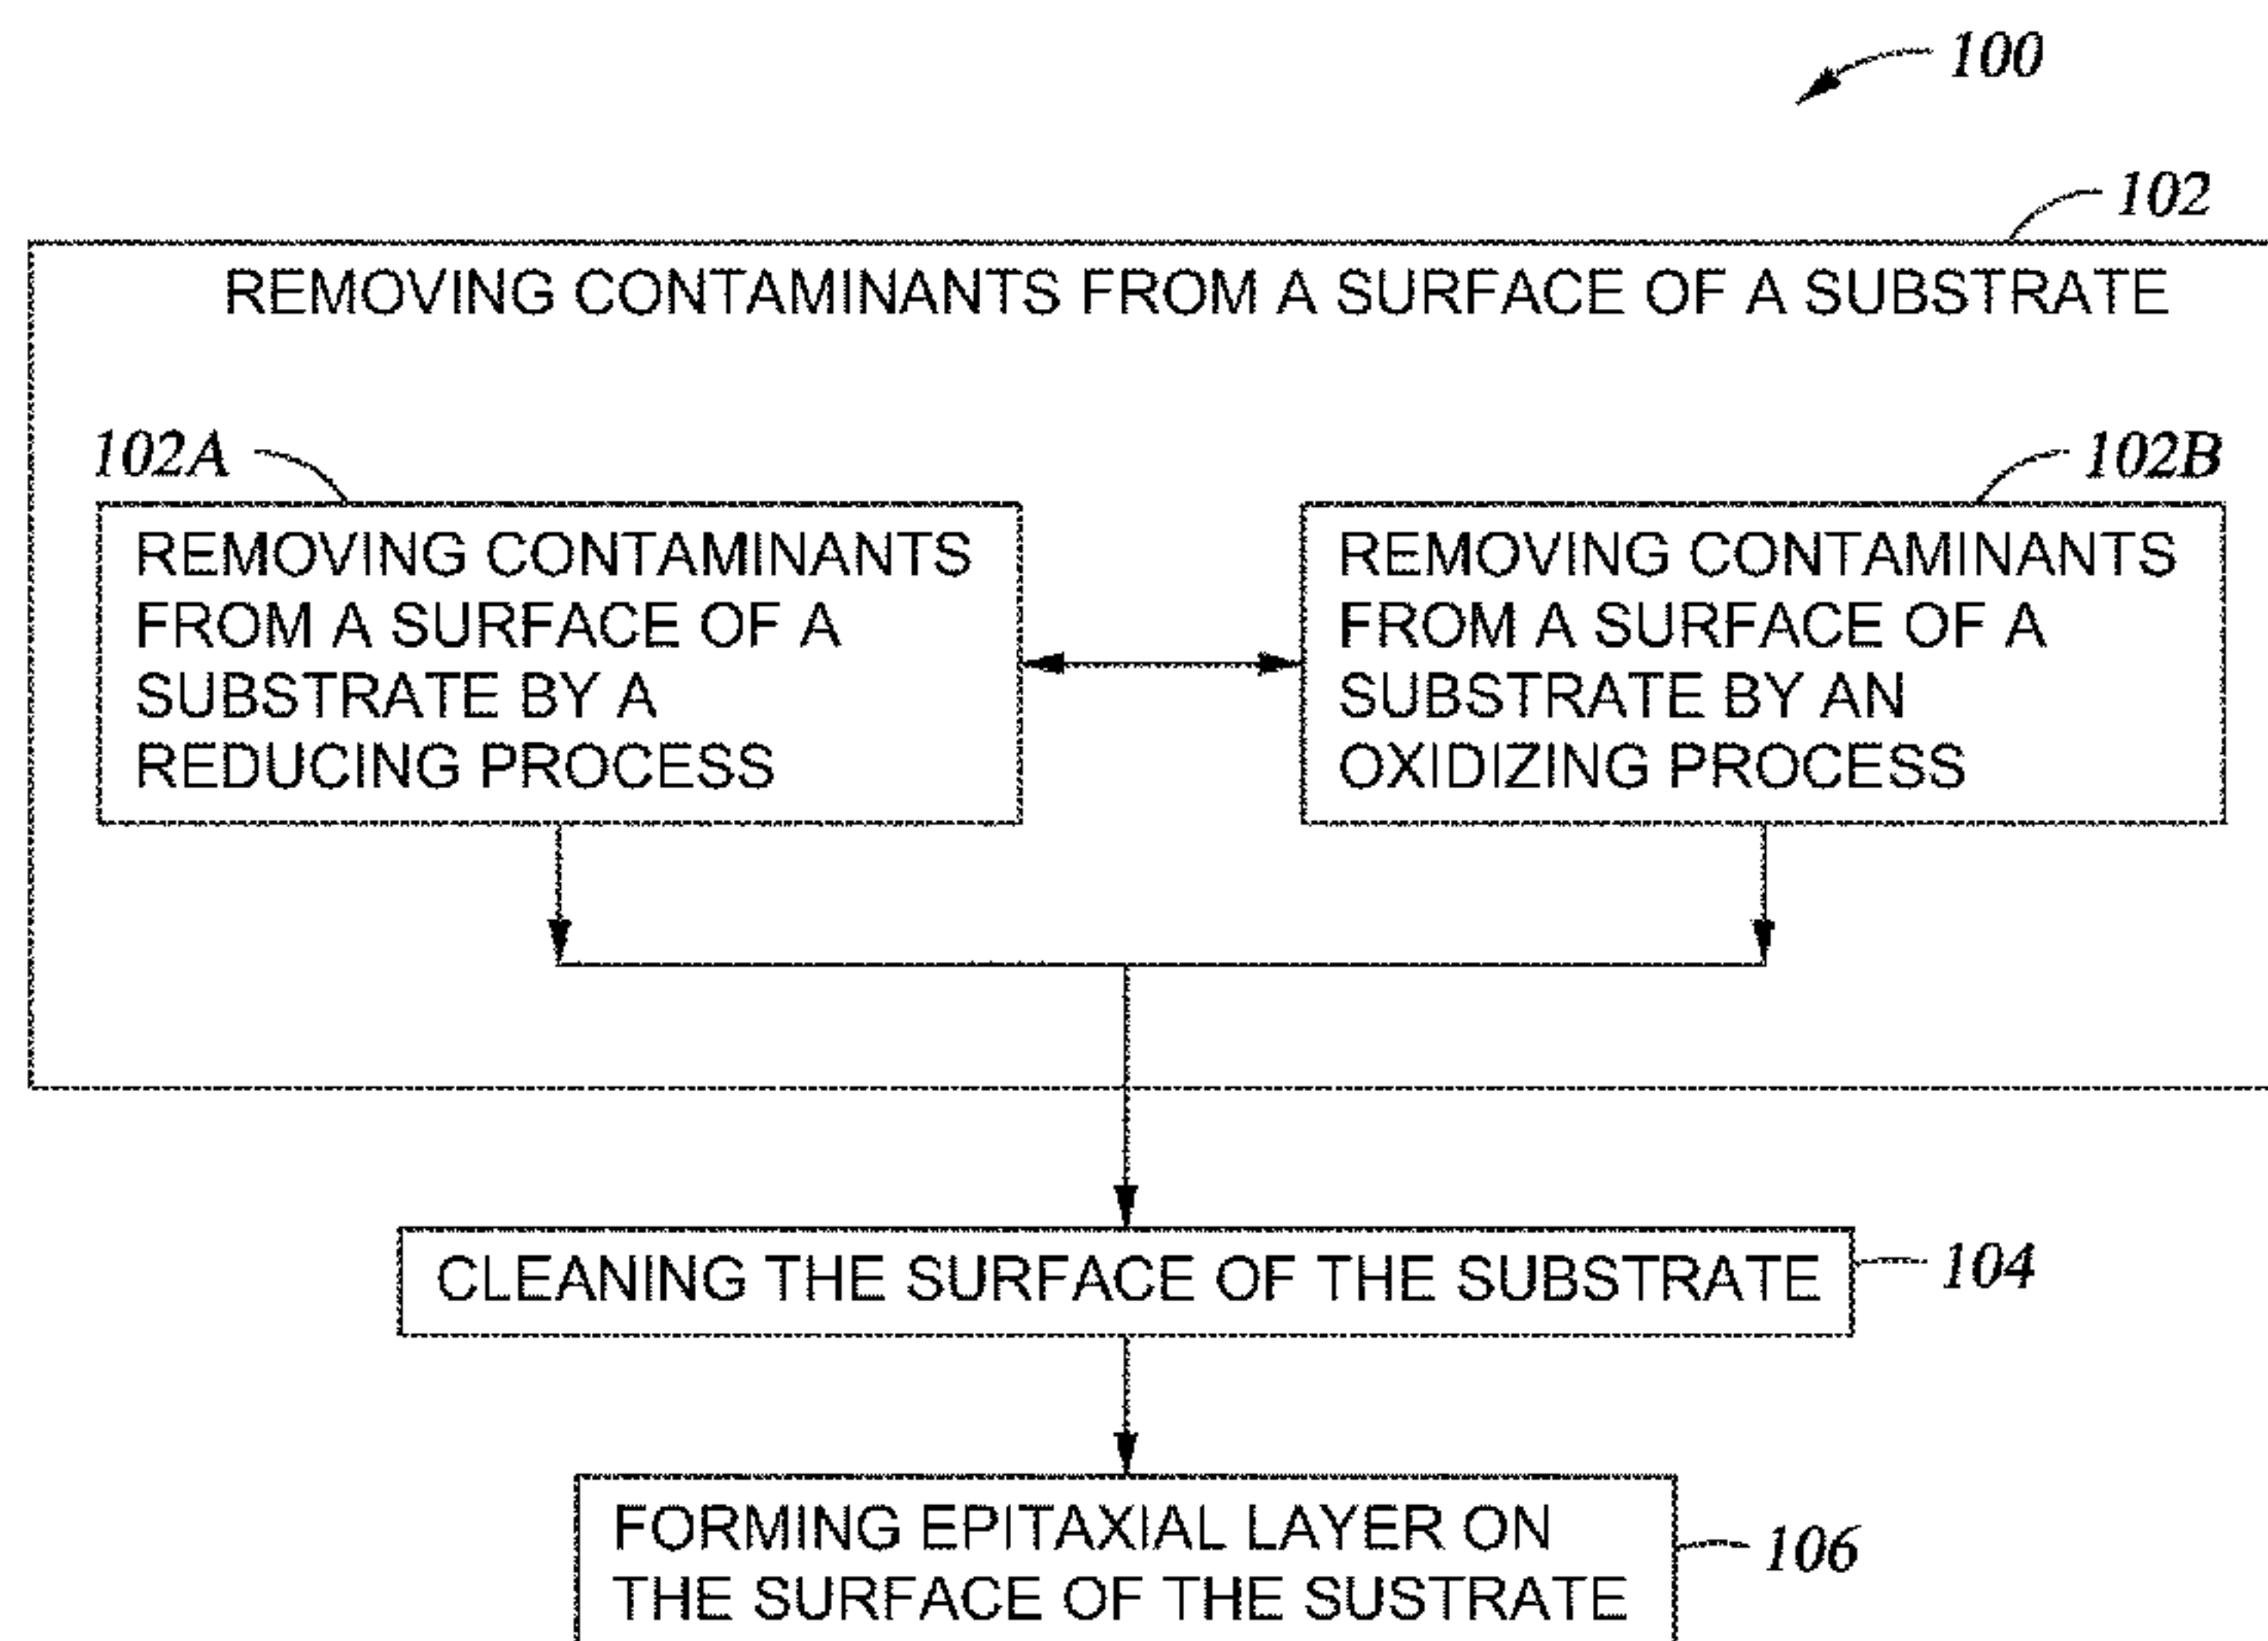 100
102
REMOVING CONTAMINANTS FROM A SURFACE OF A SUBSTRATE
102A
REMOVING CONTAMINANTS
FROM A SURFACE OF A
SUBSTRATE BY A
REDUCING PROCESS
102B
REMOVING CONTAMINANTS
FROM A SURFACE OF A
SUBSTRATE BY AN
OXIDIZING PROCESS
CLEANING THE SURFACE OF THE SUBSTRATE
104
FORMING EPITAXIAL LAYER ON
THE SURFACE OF THE SUSTRATE
106